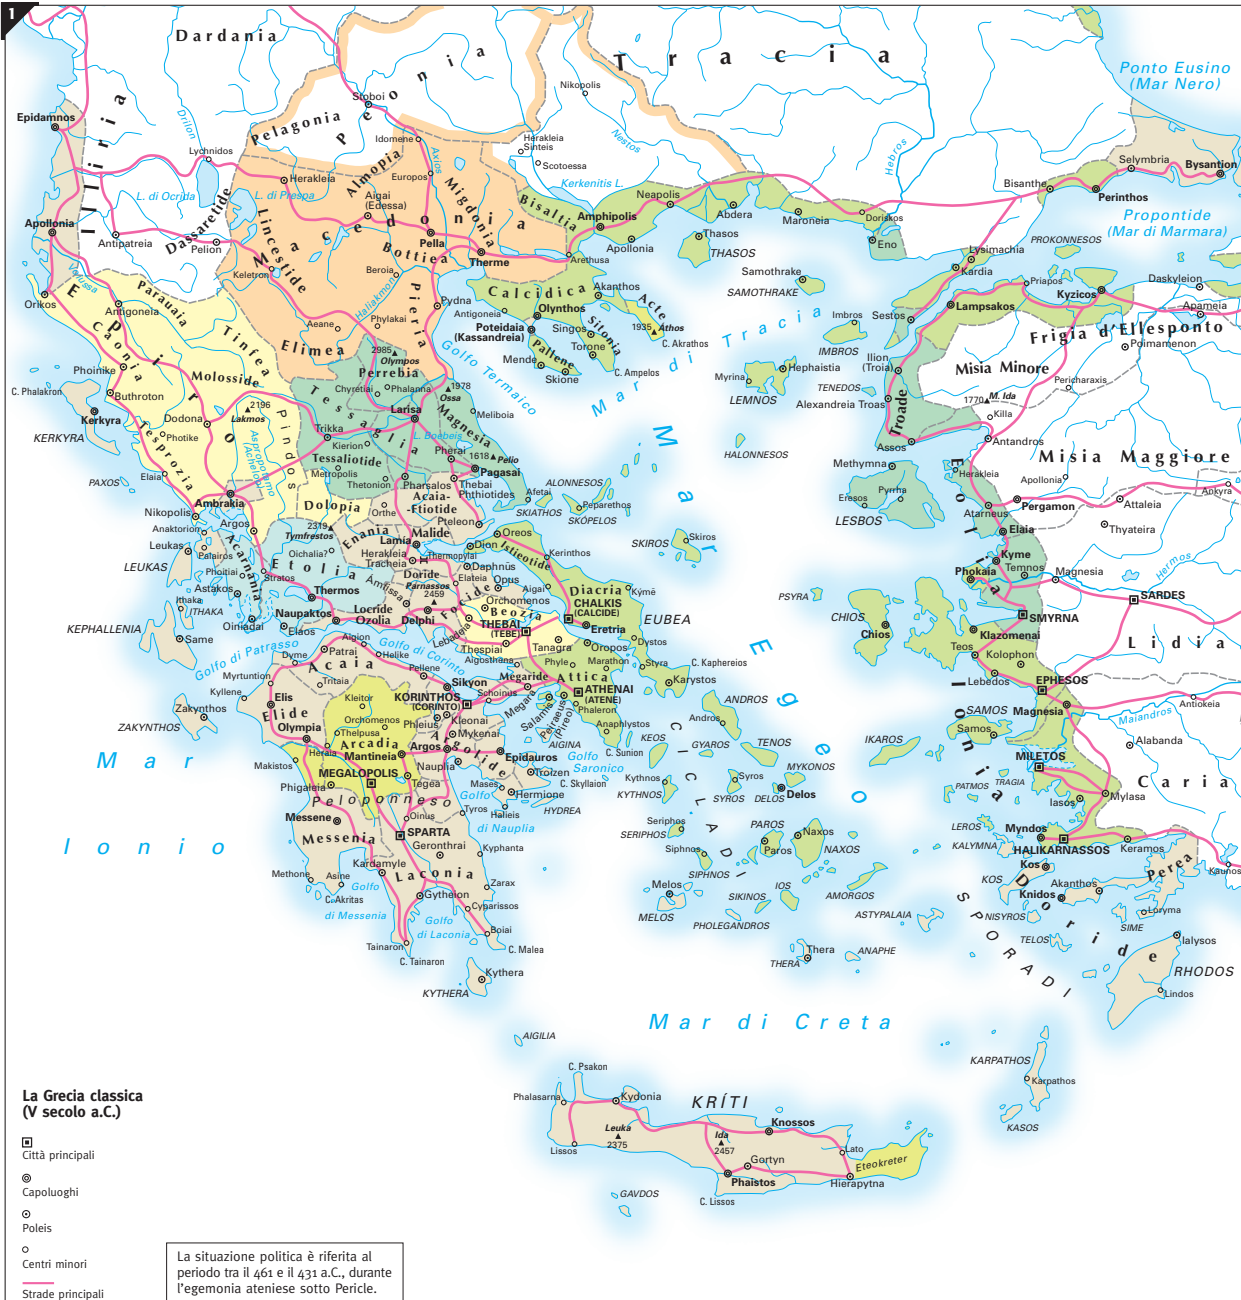 1
Dardania
Peonia
Tracia
Ponto Eusino
(Mar Nero)
Illiria
Epidamnos
Drilon
Lychnidos
Pelagonia
Stoboi
Idomene
Nikopolis
Herakleia
Sinteis
Scotoessa
Nestos
Hebros
Selymbria
Bysantion
Bisanthe
Perinthos
Propontide
(Mar di Marmara)
L. di Ocrida
L. di Prespa
Herakleia
Almopia
Europos
Axios
Aigai
(Edessa)
Migdonia
Kerkenitis L.
Bisaltia
Neapolis
Amphipolis
Abdera
Maroneia
Doriskos
Eno
Apollonia
Dassaretide
Antipatreia
Pelion
Lincestide
Macedonia
Pella
Bottiea
Therme
Arethusa
Apollonia
Thasos
THASOS
Lysimachia
Kardia
PROKONNESOS
Priapos
Kyzicos
Daskyleion
Apameia
Keletron
Beroia
Haliakmon
Pieria
Pydna
Calcidica
Akanthos
Acte
Samothrake
SAMOTHRAKE
Orikos
Epiro
Parauaia
Antigoneia
Caonia
Tinfea
Aeane
Phylakai
Elimea
Antigoneia
Olynthos
Poteidaia
(Kassandreia)
Singos
Sitonia
Torone
1935
Athos
C. Akrathos
Pallene
Mende
Skione
C. Ampelos
Golfo Termaico
Mar di Tracia
Imbros
IMBROS
Sestos
Lampsakos
Frigia d'Ellesponto
Poimamenon
Misia Minore
Ilion
(Troia)
Phoinike
C. Phalakron
Buthroton
Kerkyra
KERKYRA
Molosside
2196
Lakmos
Dodona
Photike
Tesprozia
Pindos
Elaia
PAXOS
2985
Olympos
Perrebia
Chyretiai
Phalanna
1978
Ossa
Larisa
Tessaglia
Magnesia
Meliboia
Trikka
Kierion
Tessaliotide
Metropolis
Thetonion
L. Boebeis
Pherai
1618
Pelio
Pagasai
Pharsalos
Thebai
Phthiotides
Afetai
Acaia-
-Ftiotide
Pteleon
Orthe
Dolopia
ALONNESOS
SKIATHOS
Peparethos
SKÓPELOS
Myrina
Hephaistia
LEMNOS
HALONNESOS
TENEDOS
Alexandreia Troas
Troade
Assos
1770
M. Ida
Killa
Pericharaxis
Antandros
Misia Maggiore
Methymna
Pyrrha
Eresos
LESBOS
Herakleia
Apollonia
Ankyra
Pergamon
Attaleia
Atarneus
Thyateira
Elaia
Eolia
Ambrakia
Nikopolis
Anaktorion
Argos
Leukas
Palairos
LEUKAS
Acarnania
Phoitiai
Astakos
2319
Tymfrestos
Enania
Oichalia?
Etolia
Stratos
Lamia
Malide
Herakleia
Tracheia
Thermopylai
Doride
Parnassos
2459
Amfissa
Dion
Daphnûs
Oreos
Istieotide
Kerinthos
Elateia
Opus
Focide
Orchomenos
Beozia
Aigai
Diacria
Kýmē
CHALKIS
(CALCIDE)
Eretria
EUBEA
SKIROS
Skiros
PSYRA
CHIOS
Chios
Kyme
Temnos
Phokaia
Magnesia
Hermos
SARDES
SMYRNA
Klazomenai
Lidia
Ithaka
ITHAKA
KEPHALLENIA
Same
Oiniadai
Elaos
Thermos
Naupaktos
Locride
Ozolia
Delphi
Lebadeia
Thespiai
THEBAI
(TEBE)
Tanagra
Oropos
Dystos
Styra
C. Kaphereios
Karystos
Golfo di Patrasso
Golfo di Corinto
Aigion
Dyme
Patrai
Helike
Acaia
Tritaia
Pellene
Aigosthena
Megaride
Phyle
Marathon
Attica
ATHENAI
(ATENE)
Phaleron
Peiraieus
(Pireo)
Megara
Salamis
Anaphlystos
C. Sunion
Sikyon
KORINTHOS
(CORINTO)
Schoinus
Teos
Kolophon
Lebedos
EPHESOS
Magnesia
SAMOS
Samos
Antiokeia
Maiandros
Alabanda
MILETOS
Caria
Mylasa
Iasos
Myrtuntion
Kyllene
Zakynthos
ZAKYNTHOS
Elis
Elide
Olympia
Kleitor
Orchomenos
Thelpusa
Heraia
Arcadia
Mantineia
Phleius
Kleonai
Mykenai
Argos
Argolide
Nauplia
Epidauros
AIGINA
Golfo
Saronico
Troizen
C. Skyllaion
Mases
Hermione
HYDREA
Halieis
Golfo
di Nauplia
Makistos
Phigaleia
MEGALOPOLIS
Tegea
Peloponneso
Tyros
Oinus
Messene
Messenia
SPARTA
Geronthrai
Kyphanta
Methone
Asine
Golfo
di Messenia
C. Akritas
Kardamyle
Laconia
Gytheion
Zarax
Cyparissos
Boiai
Golfo
di Laconia
Tainaron
C. Tainaron
C. Malea
Kythera
KYTHERA
Mar Ionio
Mar Egeo
KEOS
ANDROS
Andros
GYAROS
TENOS
MYKONOS
CICLADI
Kythnos
KYTHNOS
Syros
SYROS
DELOS
Delos
IKAROS
Seriphos
SERIPHOS
PAROS
Paros
Naxos
NAXOS
Siphnos
SIPHNOS
Melos
MELOS
SIKINOS
IOS
PHOLEGANDROS
AMORGOS
ASTYPALAIA
Thera
THERA
ANAPHE
Ionia
PATMOS
TRAGIA
LEROS
KALYMNA
Myndos
HALIKARNASSOS
Keramos
Kos
KOS
Knidos
Akanthos
Perea
Kaunos
Doride
NISYROS
Loryma
SIME
TELOS
Ialysos
RHODOS
Lindos
SPORADI
Mar di Creta
AIGILIA
KARPATHOS
Karpathos
KASOS
C. Psakon
Phalasarna
Kydonia
KRÍTI
Lissos
Leuka
2375
Ida
2457
Knossos
Lato
Gortyn
Phaistos
Hierapytna
Eteokreter
C. Lissos
GAVDOS
La Grecia classica
(V secolo a.C.)
Città principali
Capoluoghi
Poleis
Centri minori
Strade principali
La situazione politica è riferita al
periodo tra il 461 e il 431 a.C., durante
l'egemonia ateniese sotto Pericle.